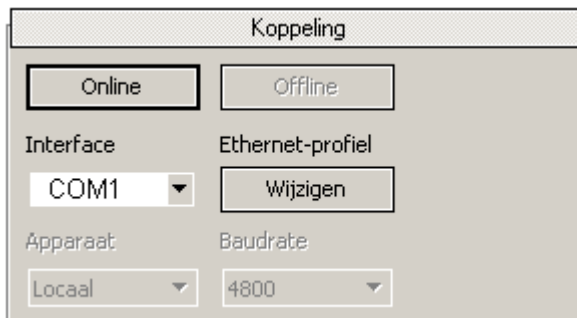 Koppeling
Online Offline
Interface Ethernet-profiel
COM1 Wijzigen
Apparaat Baudrate
Locaal 4800